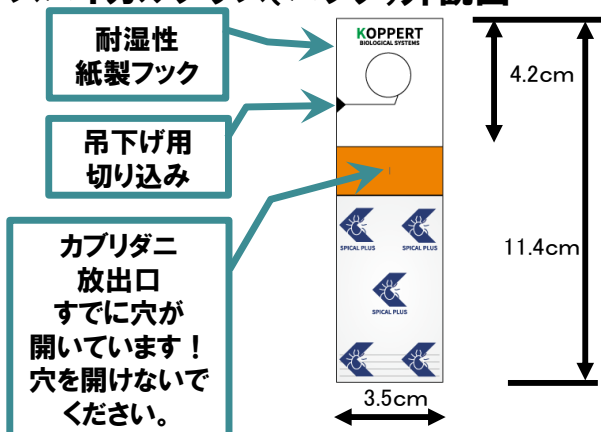 耐湿性
紙製フック
吊下げ用
切り込み
カブリダニ
放出口
すでに穴が
開いています！
穴を開けないで
ください。
KOPPERT
BIOLOGICAL SYSTEMS
SPICAL PLUS
SPICAL PLUS
SPICAL PLUS
4.2cm
11.4cm
3.5cm